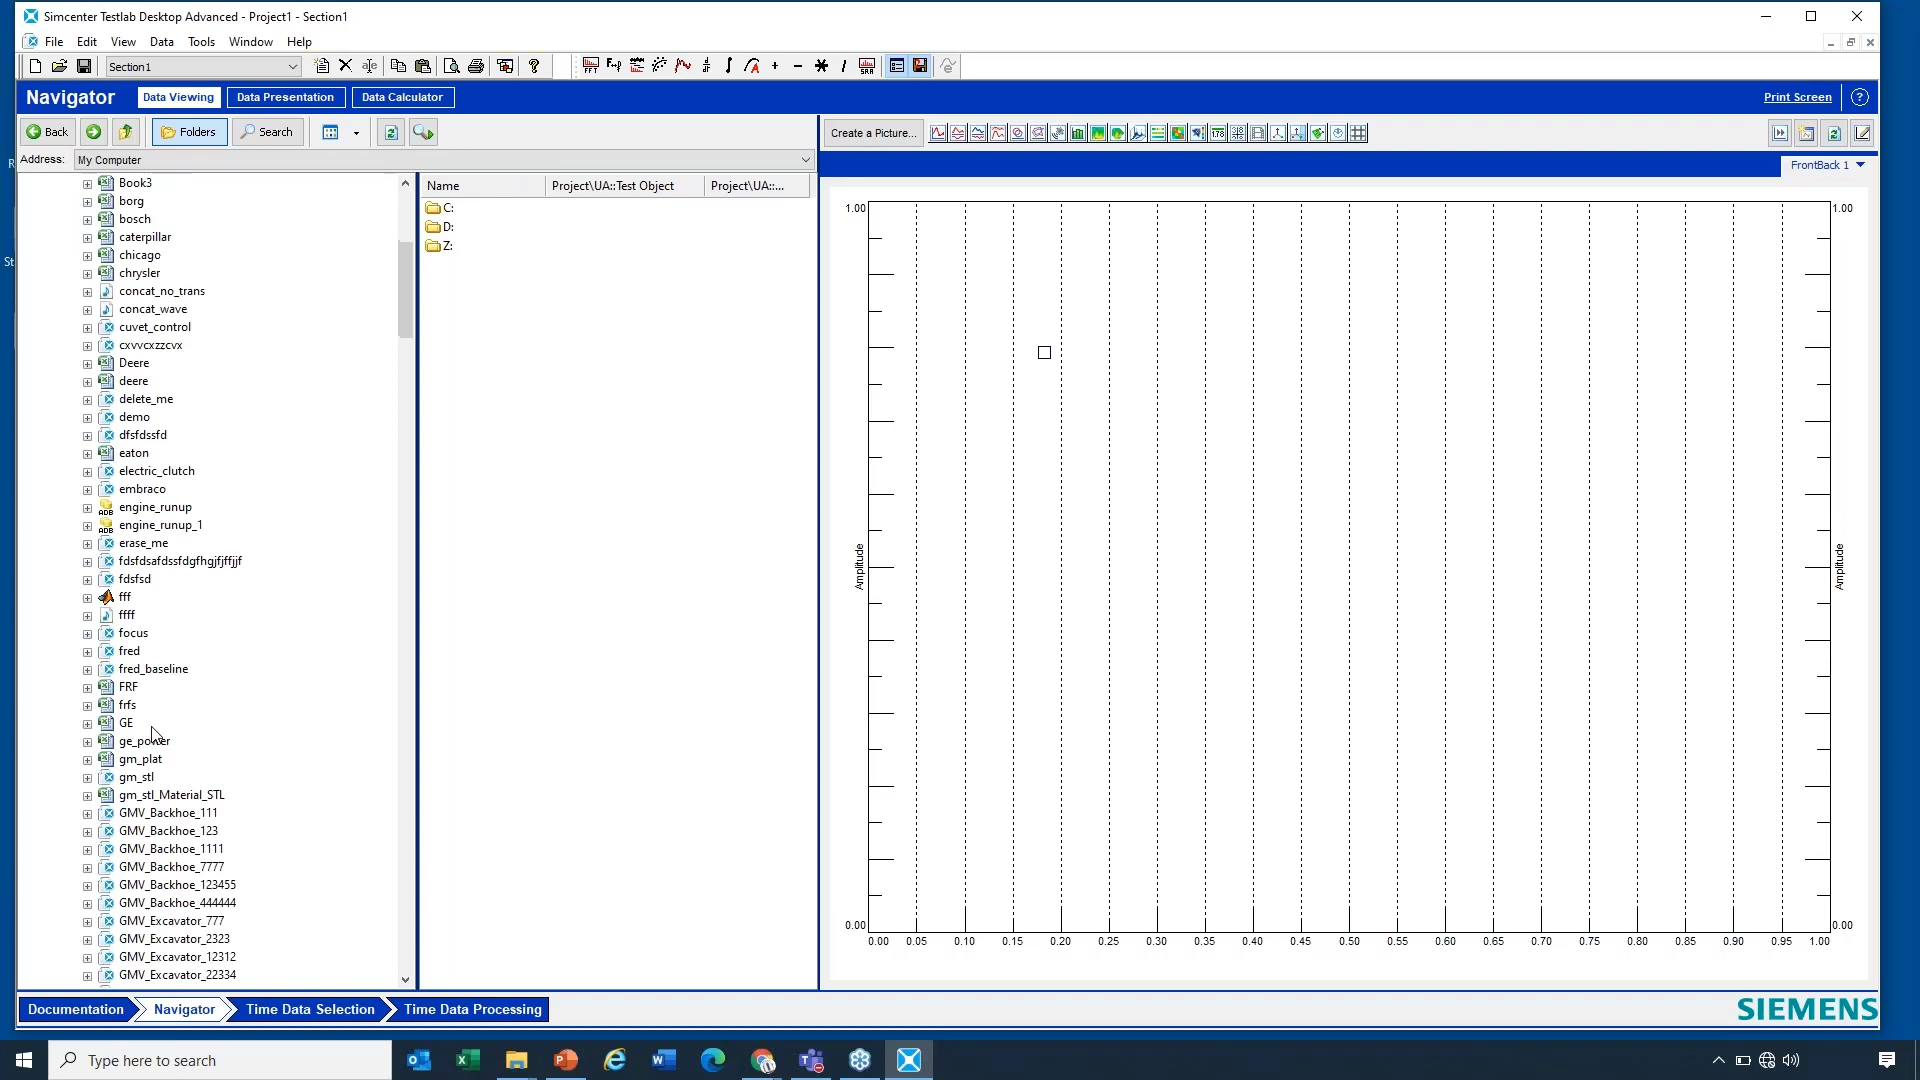 Simcenter Testlab Desktop Advanced - Project1 - Section1
File Edit View Data Tools Window Help
Section1
Navigator Data Viewing Data Presentation Data Calculator Print Screen
Back Folders Search Create a Picture...
Address: My Computer
FrontBack 1
Name Project\UA::Test Object Project\UA::...
C:
D:
Z:
Book3
borg
bosch
caterpillar
chicago
chrysler
concat_no_trans
concat_wave
cuvet_control
cxvvcxzzcvx
Deere
deere
delete_me
demo
dfsfdssfd
eaton
electric_clutch
embraco
engine_runup
engine_runup_1
erase_me
fdsfdsafdssfdgfhgjfjffjjf
fdsfsd
fff
ffff
focus
fred
fred_baseline
FRF
frfs
GE
ge_power
gm_plat
gm_stl
gm_stl_Material_STL
GMV_Backhoe_111
GMV_Backhoe_123
GMV_Backhoe_1111
GMV_Backhoe_7777
GMV_Backhoe_123455
GMV_Backhoe_444444
GMV_Excavator_777
GMV_Excavator_2323
GMV_Excavator_12312
GMV_Excavator_22334
1.00 1.00
Amplitude Amplitude
0.00 0.00
0.00 0.05 0.10 0.15 0.20 0.25 0.30 0.35 0.40 0.45 0.50 0.55 0.60 0.65 0.70 0.75 0.80 0.85 0.90 0.95 1.00
Documentation Navigator Time Data Selection Time Data Processing SIEMENS
Type here to search